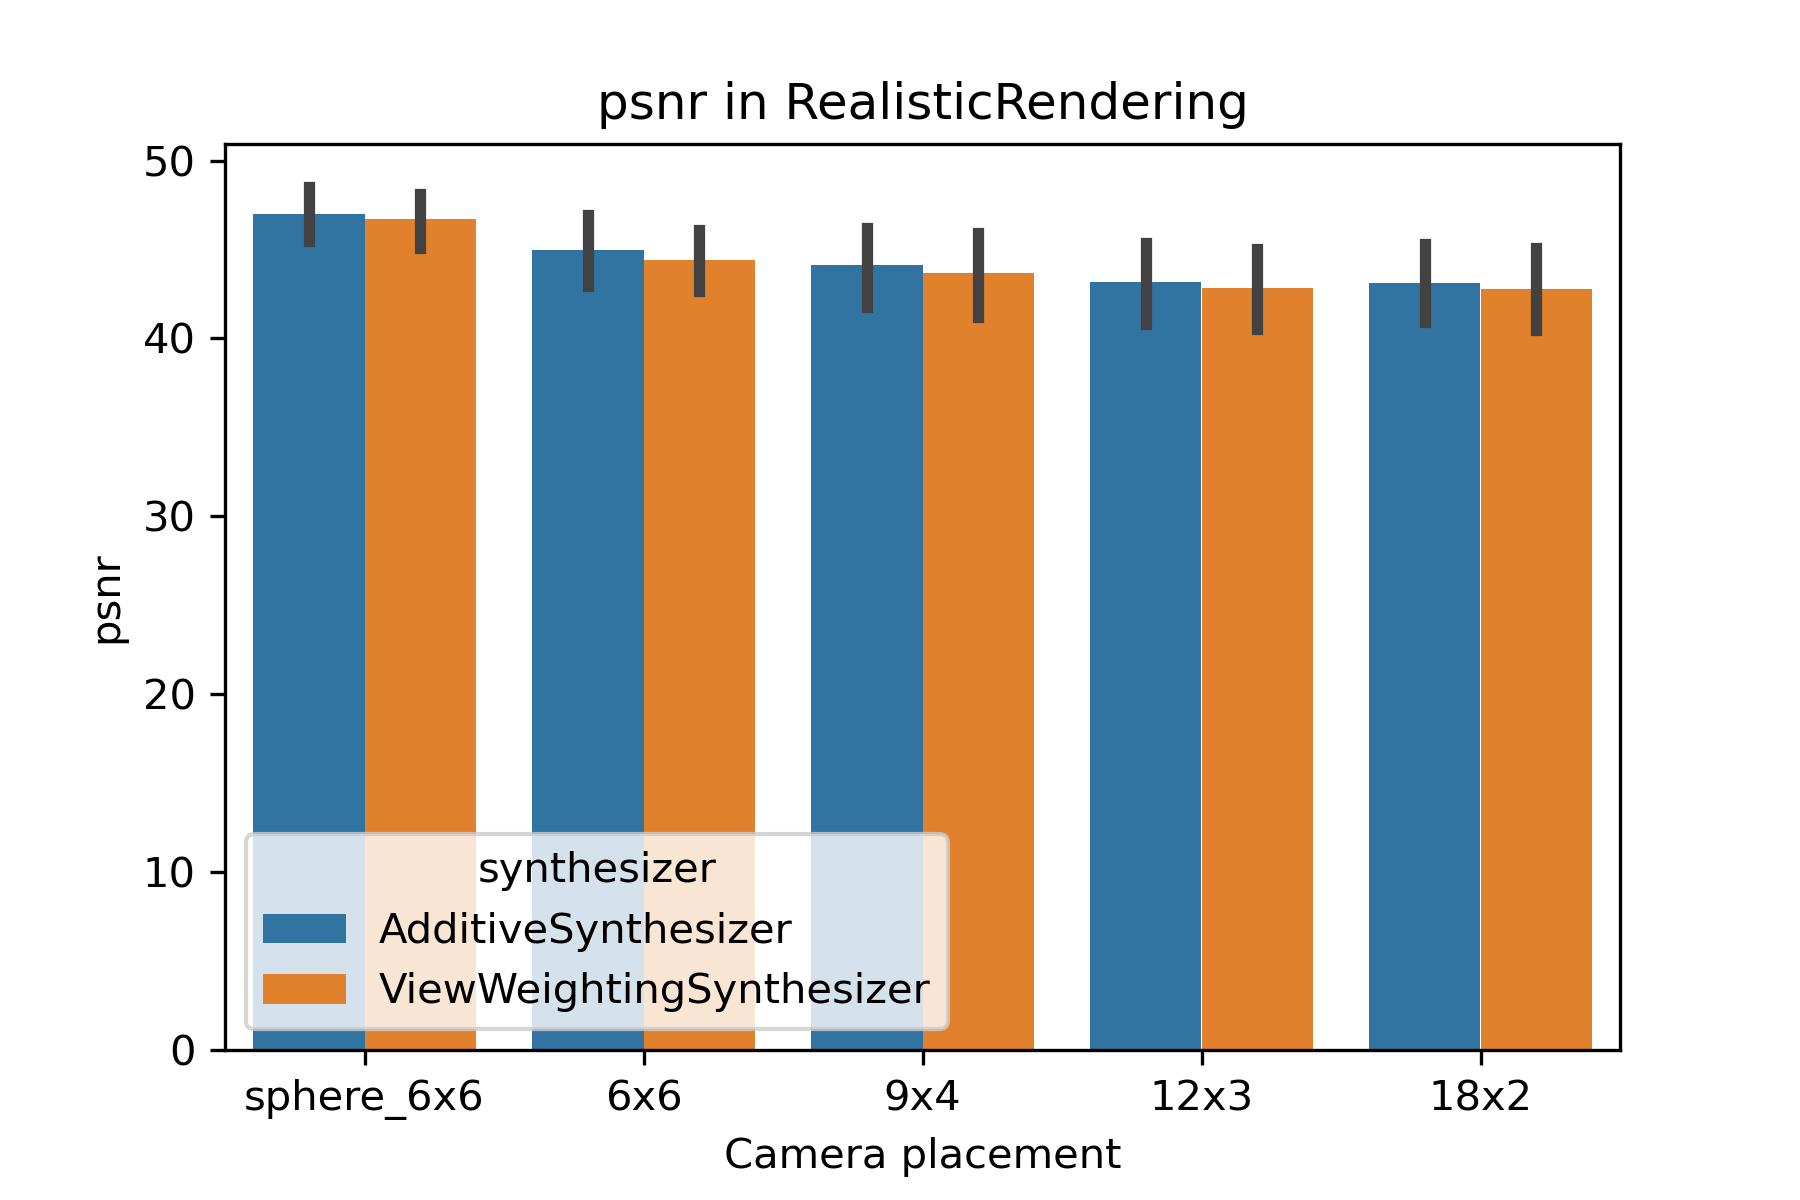 psnr in RealisticRendering
50
40
30
20
10
0
psnr
synthesizer
AdditiveSynthesizer
ViewWeightingSynthesizer
sphere_6x6 6x6 9x4 12x3 18x2
Camera placement